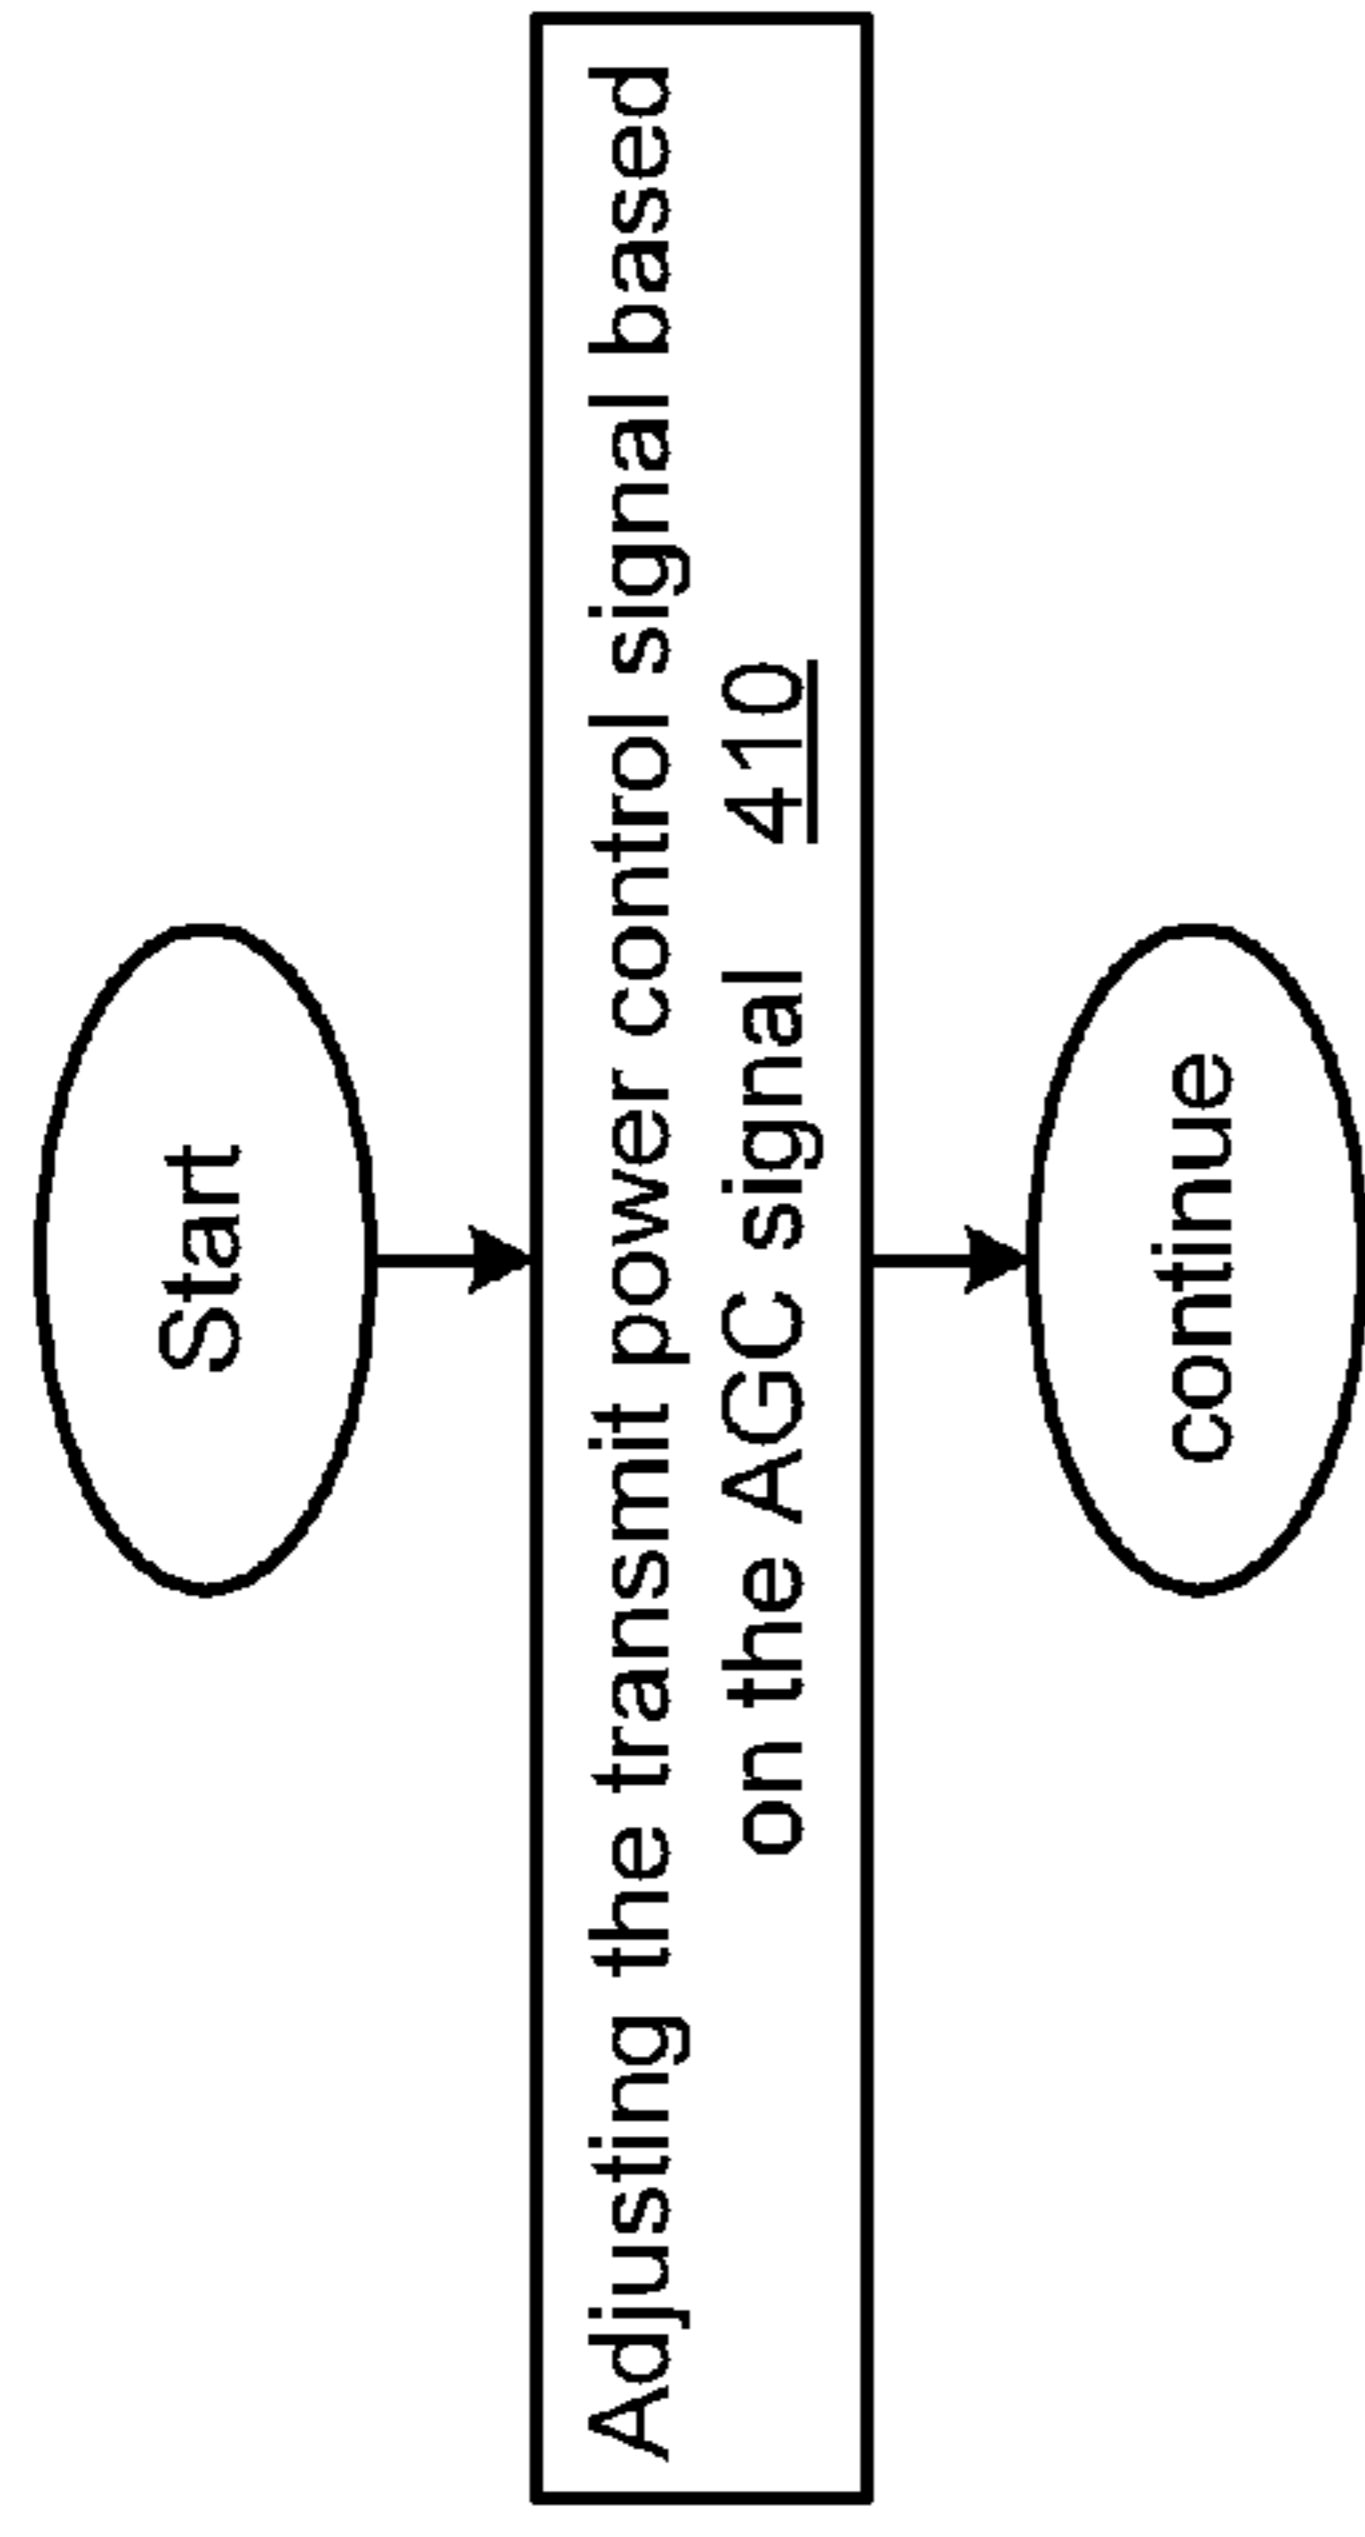 Start
Adjusting the transmit power control signal based
on the AGC signal 410
continue